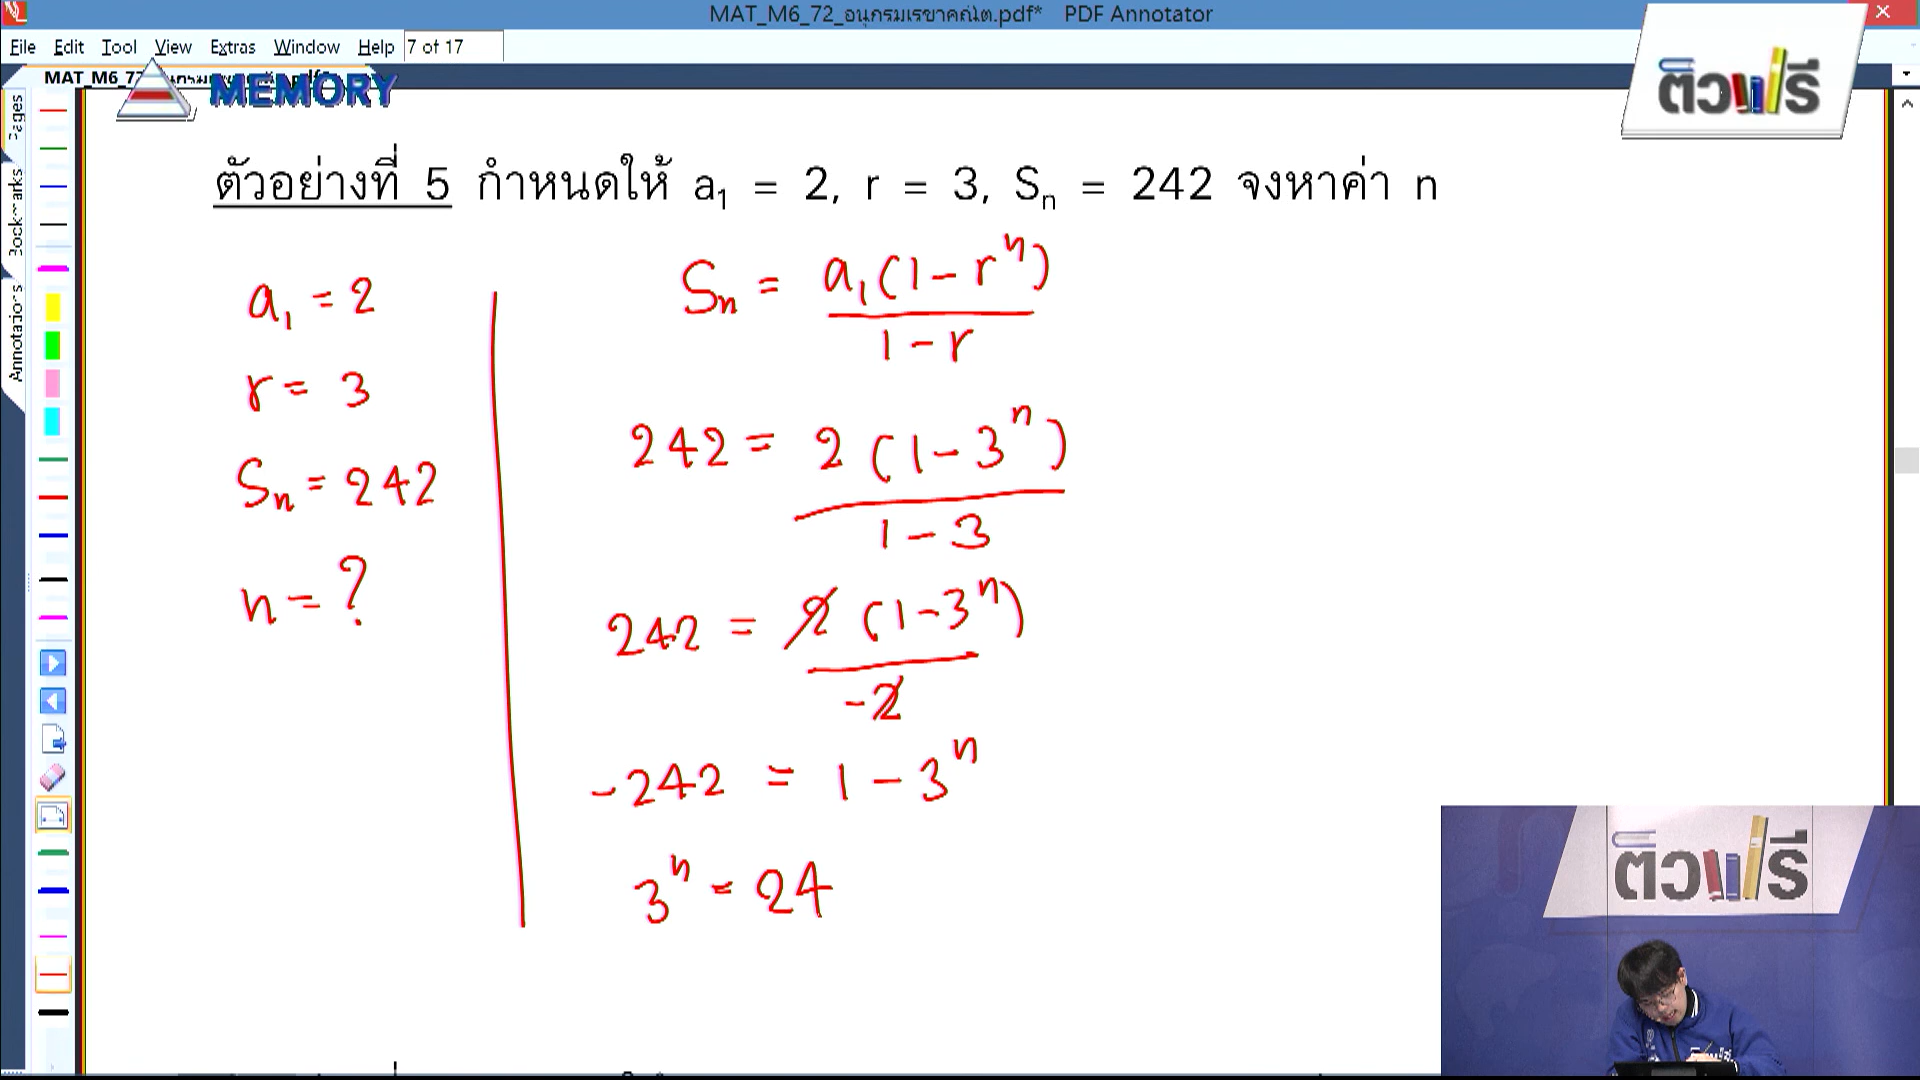 MAT_M6_72_อนุกรมเรขาคณิต.pdf* PDF Annotator
File Edit Tool View Extras Window Help 7 of 17
MAT_M6_72
MEMORY
ติวฟรี
Pages
Bookmarks
Annotations
ตัวอย่างที่ 5 กำหนดให้ a₁ = 2, r = 3, Sₙ = 242 จงหาค่า n
a₁ = 2
r = 3
Sₙ = 242
n = ?
Sₙ = a₁(1 - rⁿ)
1 - r
242 = 2 (1 - 3ⁿ)
1 - 3
242 = 2 (1 - 3ⁿ)
-2
-242 = 1 - 3ⁿ
3ⁿ = 24
ติวฟรี